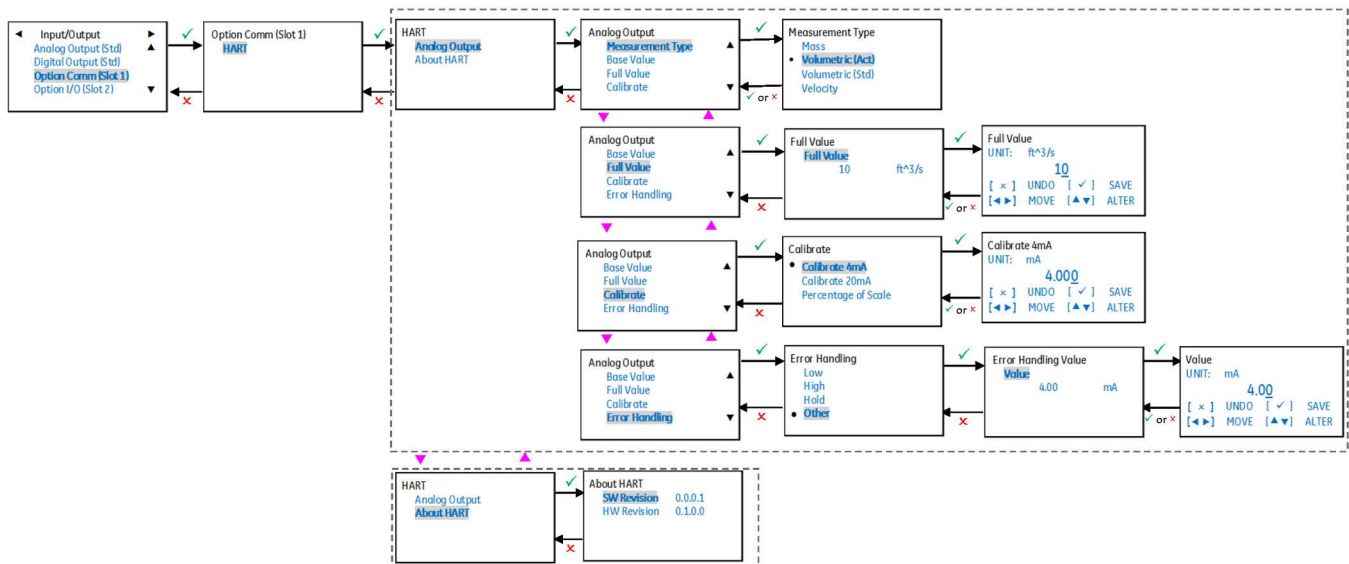 ◄ Input/Output ►
Analog Output (Std) ▲
Digital Output (Std)
Option Comm (Slot 1)
Option I/O (Slot 2) ▼
✓
✗
Option Comm (Slot 1)
HART
✓
✗
HART
Analog Output
About HART
✓
✗
Analog Output
Measurement Type ▲
Base Value
Full Value
Calibrate ▼
✓
✓ or ✗
Measurement Type
Mass
• Volumetric (Act)
Volumetric (Std)
Velocity
▼ ▲
Analog Output
Base Value ▲
Full Value
Calibrate
Error Handling ▼
✓
✗
Full Value
Full Value
10 ft^3/s
✓
✓ or ✗
Full Value
UNIT: ft^3/s
10
[ × ] UNDO [ ✓ ] SAVE
[◄ ►] MOVE [▲▼] ALTER
▼ ▲
Analog Output
Base Value ▲
Full Value
Calibrate
Error Handling ▼
✓
✗
Calibrate
• Calibrate 4mA
Calibrate 20mA
Percentage of Scale
✓
✓ or ✗
Calibrate 4mA
UNIT: mA
4.000
[ × ] UNDO [ ✓ ] SAVE
[◄ ►] MOVE [▲▼] ALTER
▼ ▲
Analog Output
Base Value ▲
Full Value
Calibrate
Error Handling ▼
✓
✗
Error Handling
Low
High
Hold
• Other
✓
✗
Error Handling Value
Value
4.00 mA
✓
✓ or ✗
Value
UNIT: mA
4.00
[ × ] UNDO [ ✓ ] SAVE
[◄ ►] MOVE [▲▼] ALTER
▼ ▲
HART
Analog Output
About HART
✓
✗
About HART
SW Revision 0.0.0.1
HW Revision 0.1.0.0